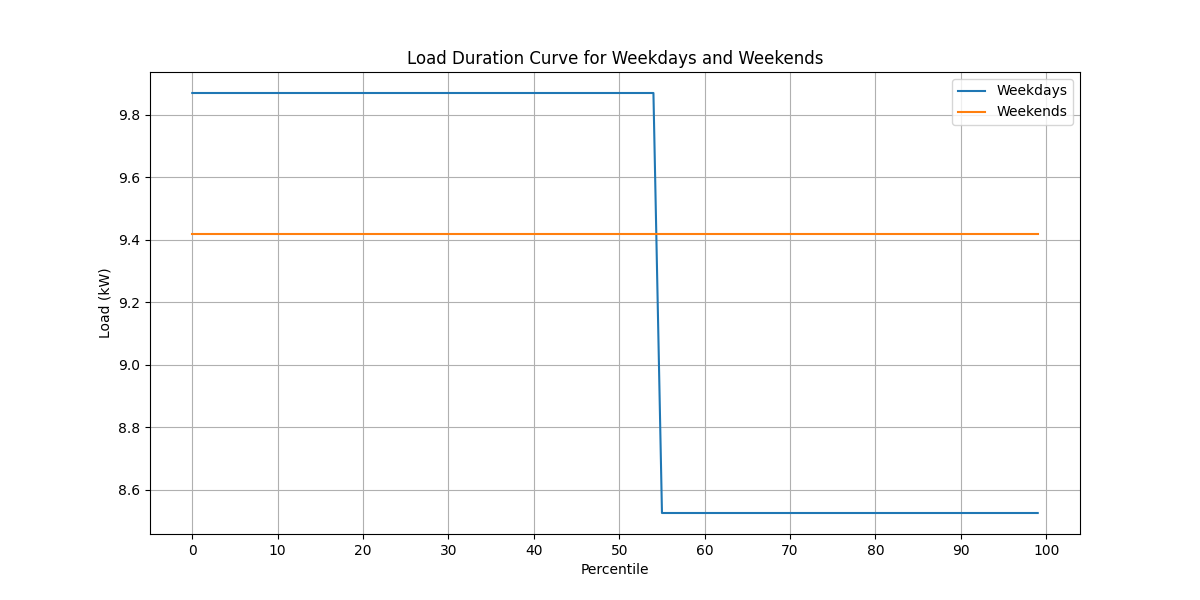 Load Duration Curve for Weekdays and Weekends
Weekdays
Weekends
Load (kW)
9.8
9.6
9.4
9.2
9.0
8.8
8.6
0 10 20 30 40 50 60 70 80 90 100
Percentile